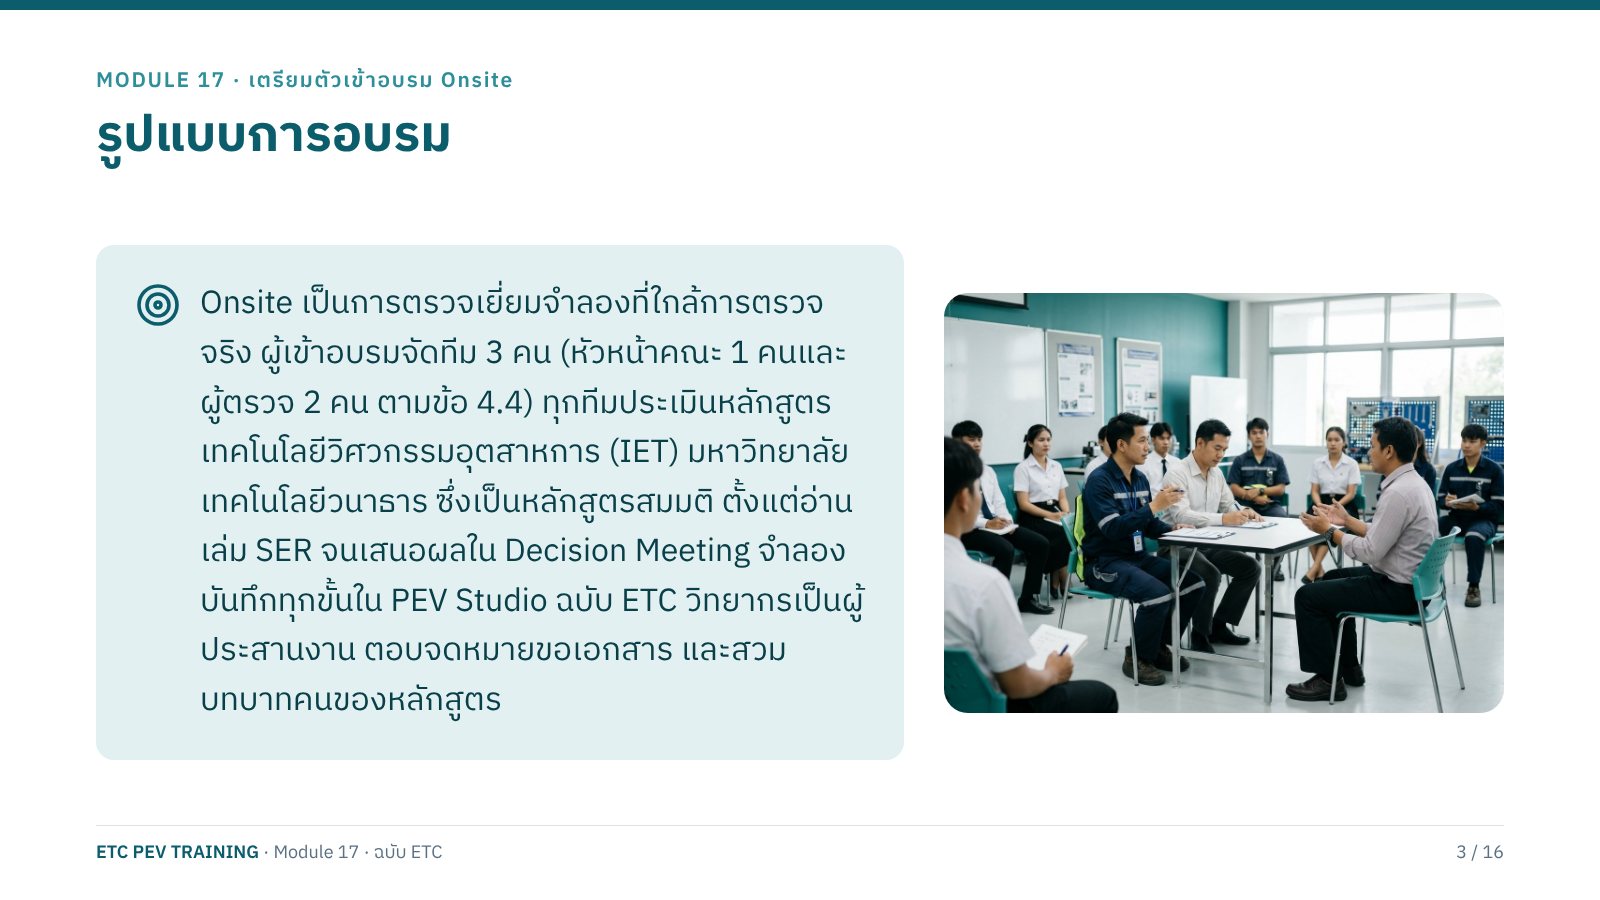 MODULE 17 · เตรียมตัวเข้าอบรม Onsite
รูปแบบการอบรม
Onsite เป็นการตรวจเยี่ยมจำลองที่ใกล้การตรวจ
จริง ผู้เข้าอบรมจัดทีม 3 คน (หัวหน้าคณะ 1 คนและ
ผู้ตรวจ 2 คน ตามข้อ 4.4) ทุกทีมประเมินหลักสูตร
เทคโนโลยีวิศวกรรมอุตสาหการ (IET) มหาวิทยาลัย
เทคโนโลยีวนาธาร ซึ่งเป็นหลักสูตรสมมติ ตั้งแต่อ่าน
เล่ม SER จนเสนอผลใน Decision Meeting จำลอง
บันทึกทุกขั้นใน PEV Studio ฉบับ ETC วิทยากรเป็นผู้
ประสานงาน ตอบจดหมายขอเอกสาร และสวม
บทบาทคนของหลักสูตร
ETC PEV TRAINING · Module 17 · ฉบับ ETC
3 / 16